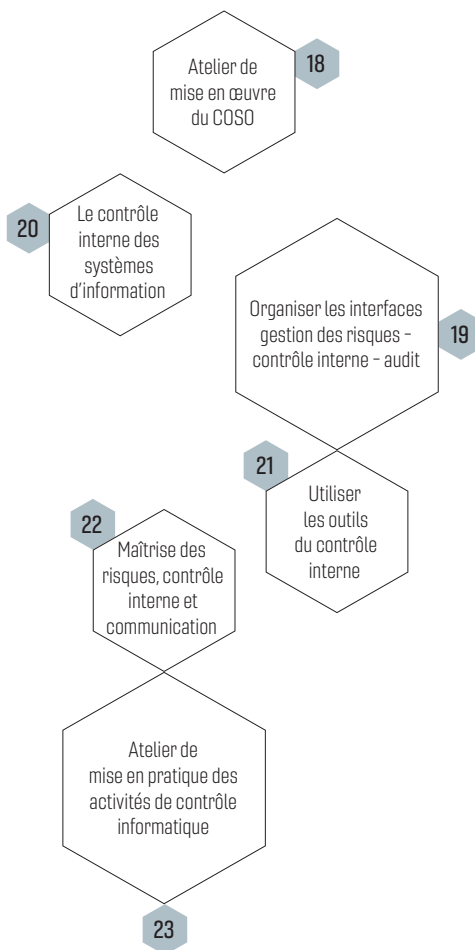 Atelier de
mise en œuvre
du COSO
18
20
Le contrôle
interne des
systèmes
d'information
Organiser les interfaces
gestion des risques –
contrôle interne – audit
19
21
Utiliser
les outils
du contrôle
interne
22
Maîtrise des
risques, contrôle
interne et
communication
Atelier de
mise en pratique des
activités de contrôle
informatique
23